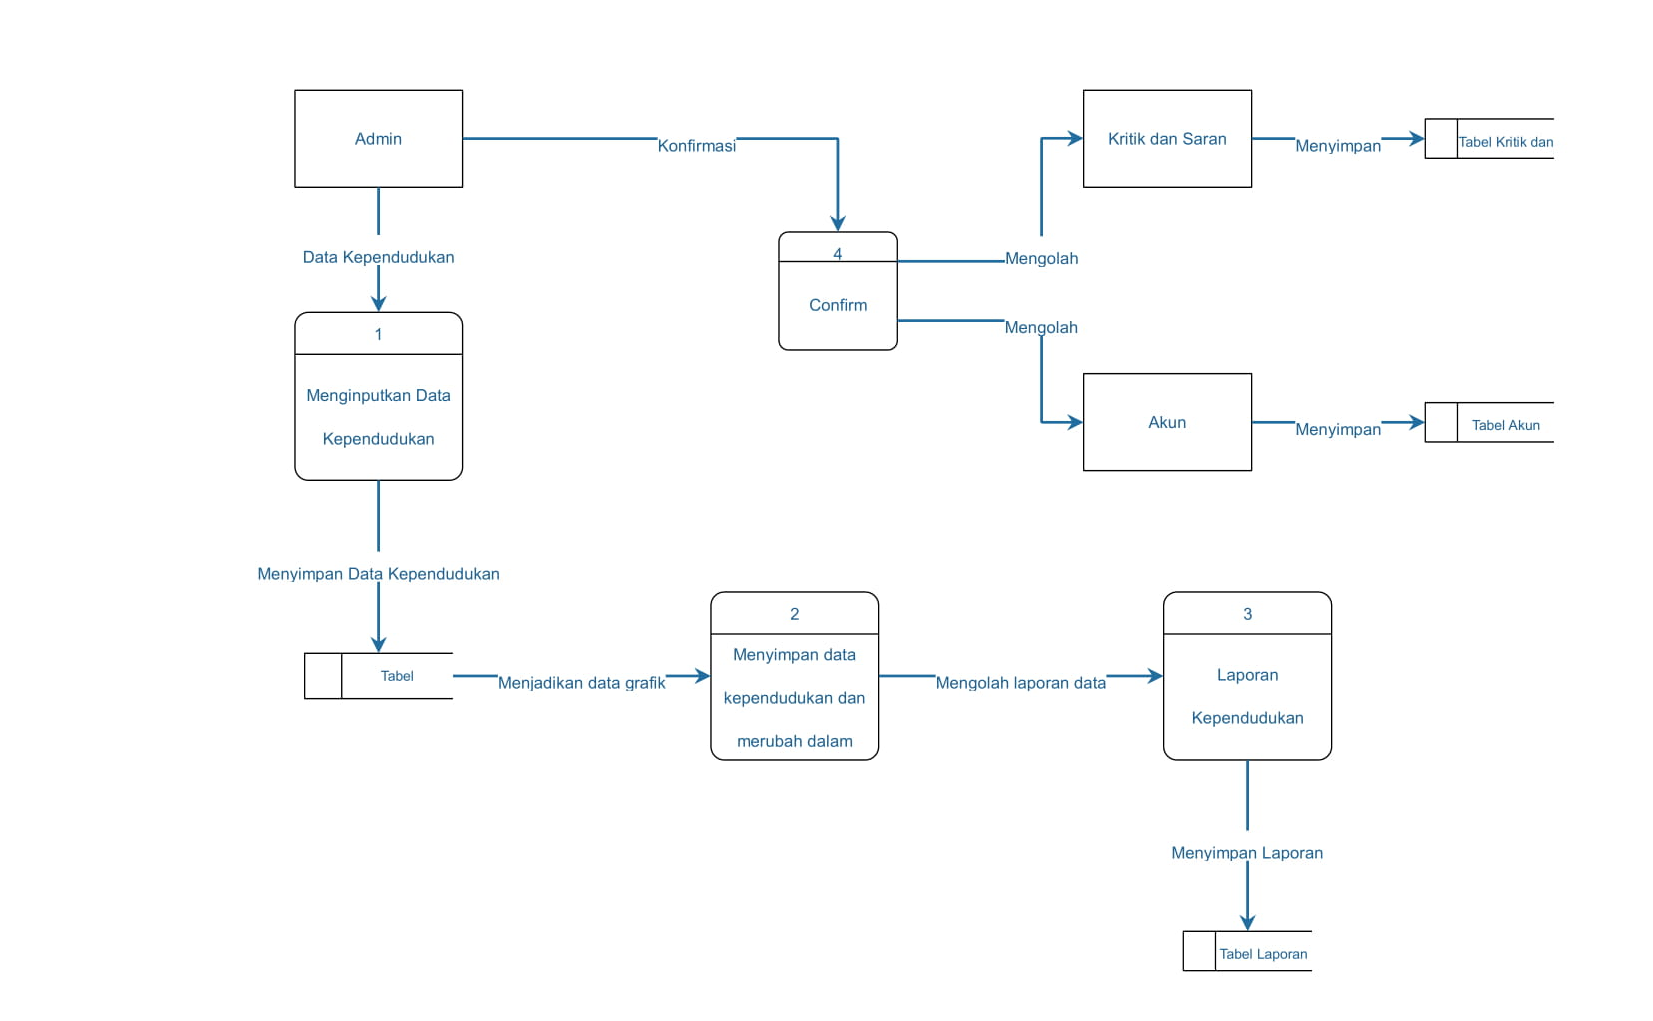 Admin
Konfirmasi
Kritik dan Saran
Menyimpan
Tabel Kritik dan
Data Kependudukan
4
Confirm
Mengolah
Mengolah
1
Menginputkan Data
Kependudukan
Akun
Menyimpan
Tabel Akun
Menyimpan Data Kependudukan
Tabel
Menjadikan data grafik
2
Menyimpan data
kependudukan dan
merubah dalam
Mengolah laporan data
3
Laporan
Kependudukan
Menyimpan Laporan
Tabel Laporan